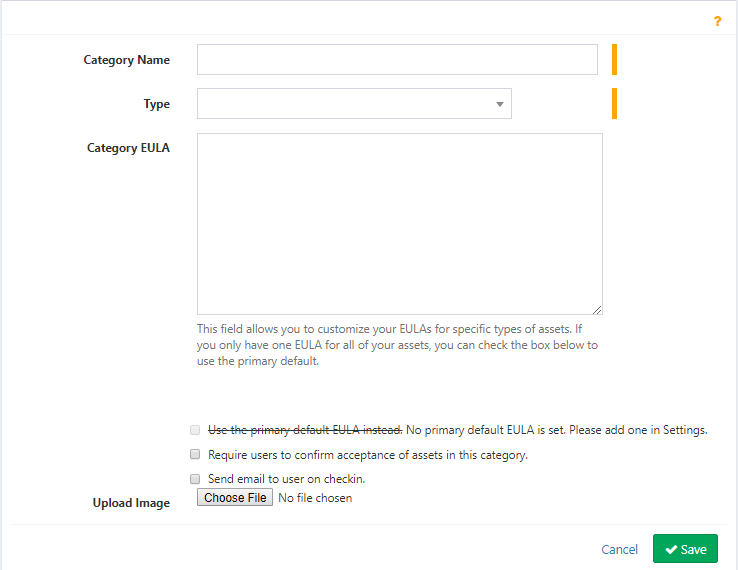 ?
Category Name
Type
Category EULA
This field allows you to customize your EULAs for specific types of assets. If
you only have one EULA for all of your assets, you can check the box below to
use the primary default.
Use the primary default EULA instead. No primary default EULA is set. Please add one in Settings.
Require users to confirm acceptance of assets in this category.
Send email to user on checkin.
Upload Image Choose File No file chosen
Cancel Save